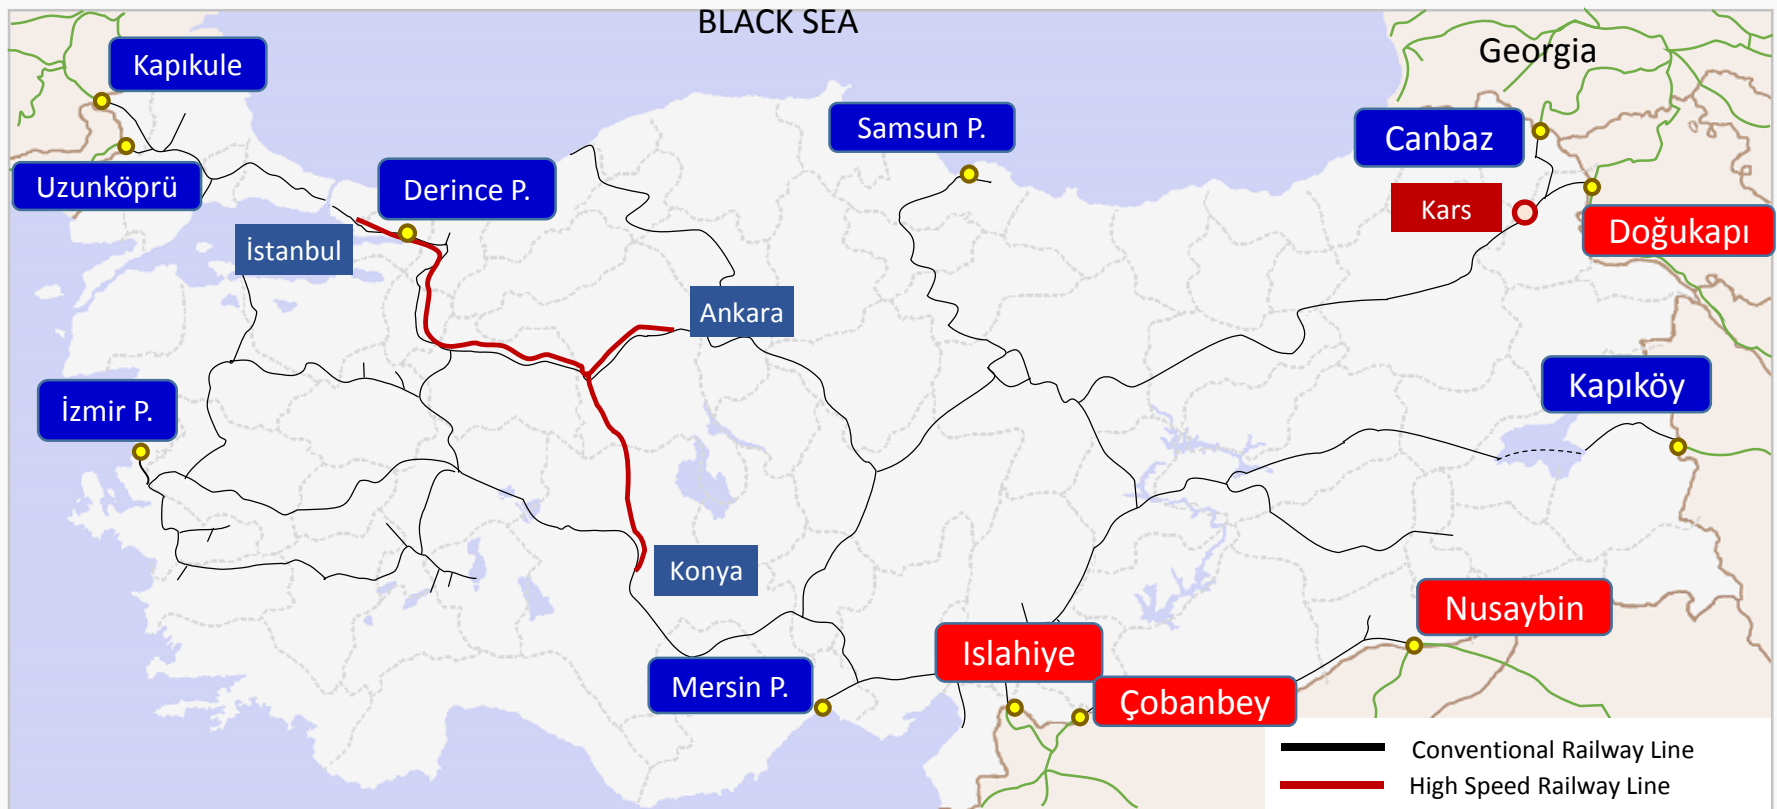 BLACK SEA
Georgia
Kapıkule
Samsun P.
Canbaz
Uzunköprü
Derince P.
Kars
Doğukapı
İstanbul
Ankara
Kapıköy
İzmir P.
Konya
Nusaybin
Islahiye
Mersin P.
Çobanbey
Conventional Railway Line
High Speed Railway Line